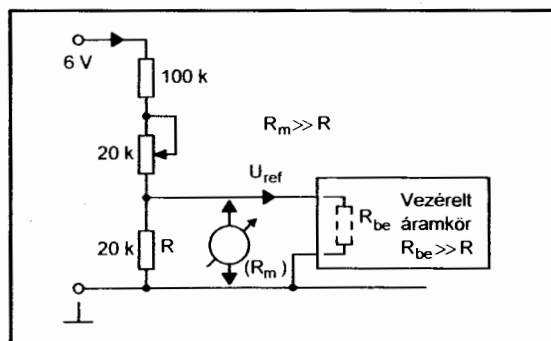 6 V
100 k
R_m >> R
20 k
U_ref
20 k
R
(R_m)
R_be
Vezérelt
áramkör
R_be >> R